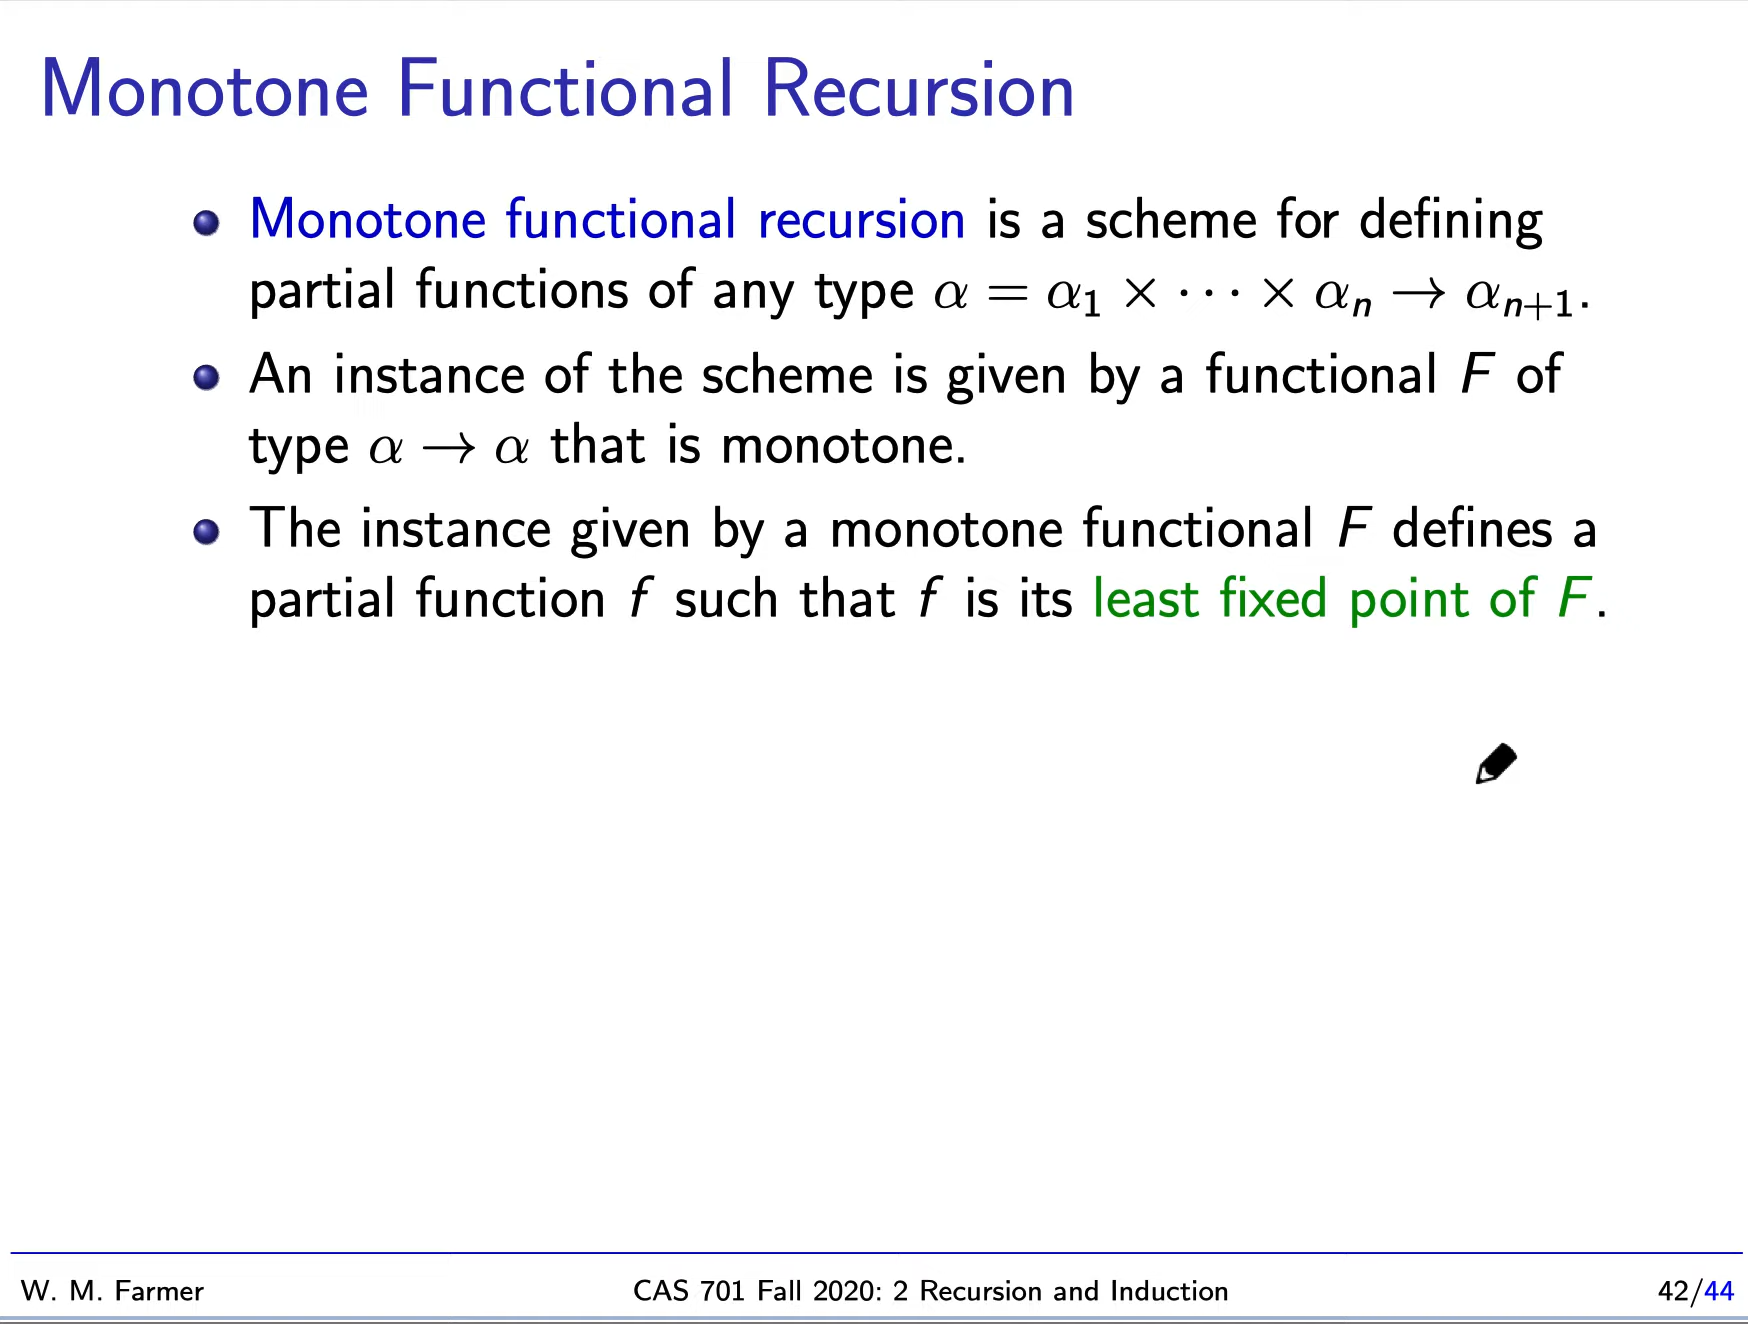 Monotone Functional Recursion
Monotone functional recursion is a scheme for defining
partial functions of any type α = α₁ × ⋯ × αₙ → αₙ₊₁.
An instance of the scheme is given by a functional F of
type α → α that is monotone.
The instance given by a monotone functional F defines a
partial function f such that f is its least fixed point of F.
W. M. Farmer
CAS 701 Fall 2020: 2 Recursion and Induction
42/44